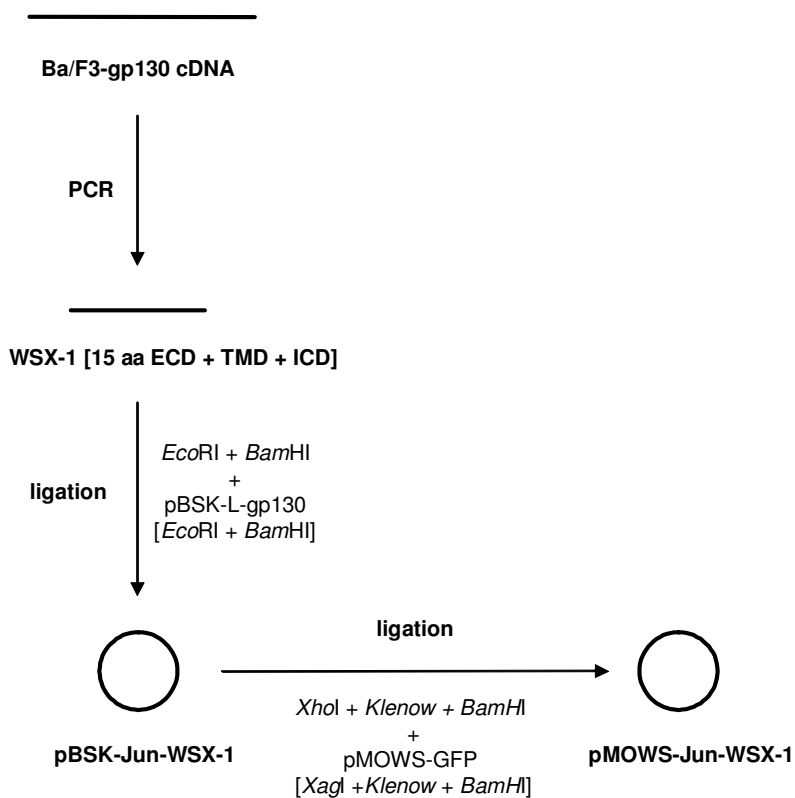 Ba/F3-gp130 cDNA
PCR
WSX-1 [15 aa ECD + TMD + ICD]
ligation
EcoRI + BamHI
+
pBSK-L-gp130
[EcoRI + BamHI]
ligation
XhoI + Klenow + BamHI
+
pMOWS-GFP
[XagI +Klenow + BamHI]
pBSK-Jun-WSX-1
pMOWS-Jun-WSX-1